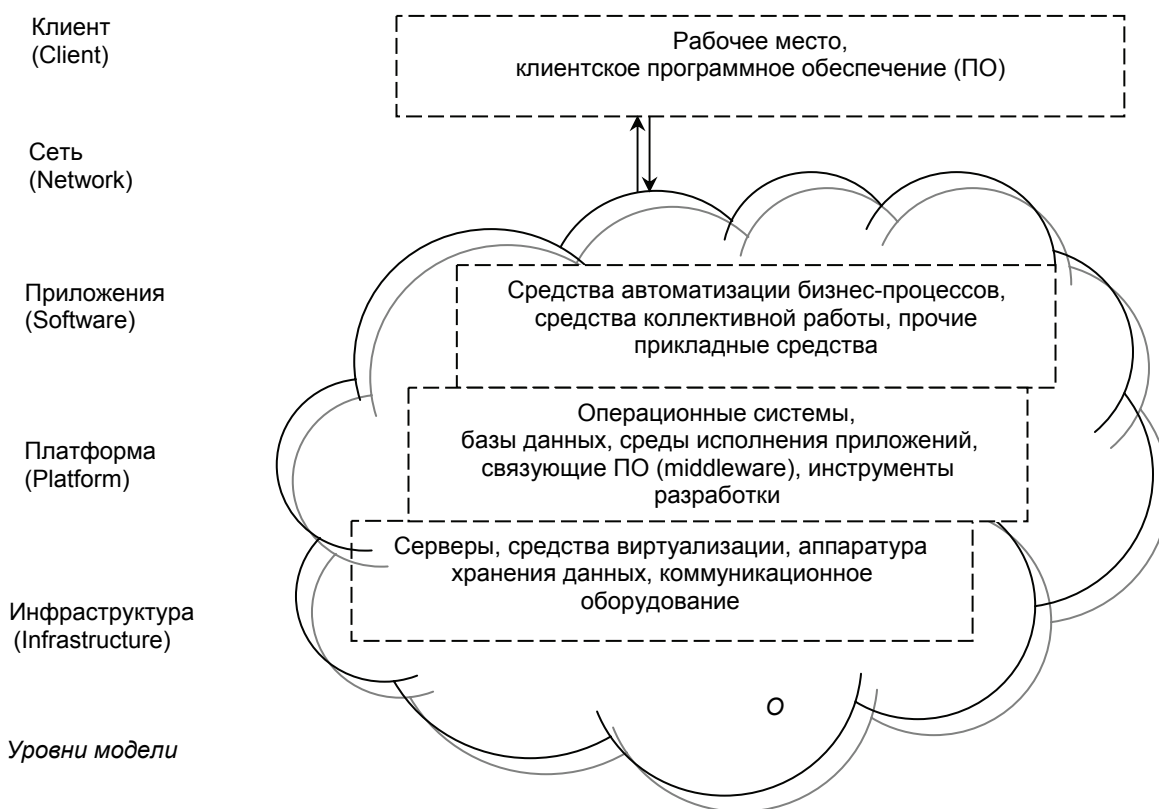 Клиент
(Client)
Рабочее место,
клиентское программное обеспечение (ПО)
Сеть
(Network)
Приложения
(Software)
Средства автоматизации бизнес-процессов,
средства коллективной работы, прочие
прикладные средства
Платформа
(Platform)
Операционные системы,
базы данных, среды исполнения приложений,
связующие ПО (middleware), инструменты
разработки
Инфраструктура
(Infrastructure)
Серверы, средства виртуализации, аппаратура
хранения данных, коммуникационное
оборудование
О
Уровни модели